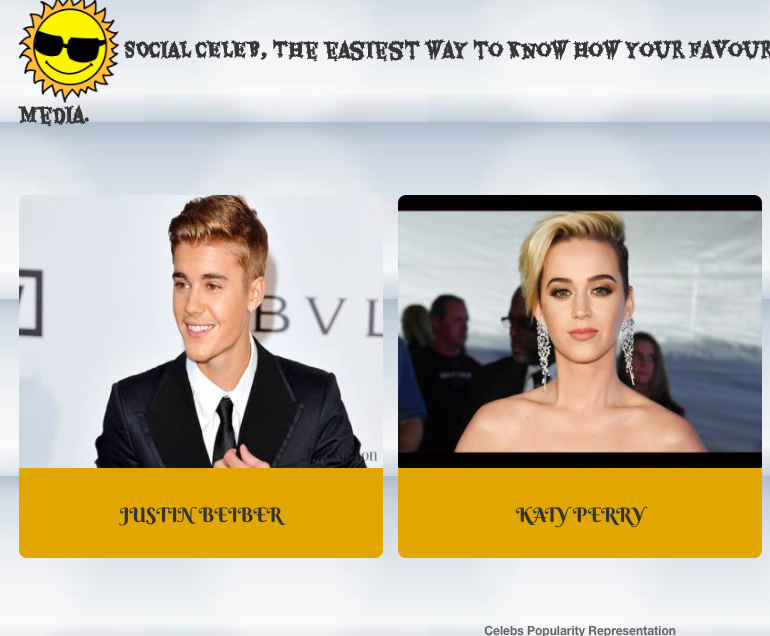 SOCIAL CELEB, THE EASIEST WAY TO KNOW HOW YOUR FAVOUR
MEDIA.
BVL
JUSTIN BEIBER
KATY PERRY
Celebs Popularity Representation